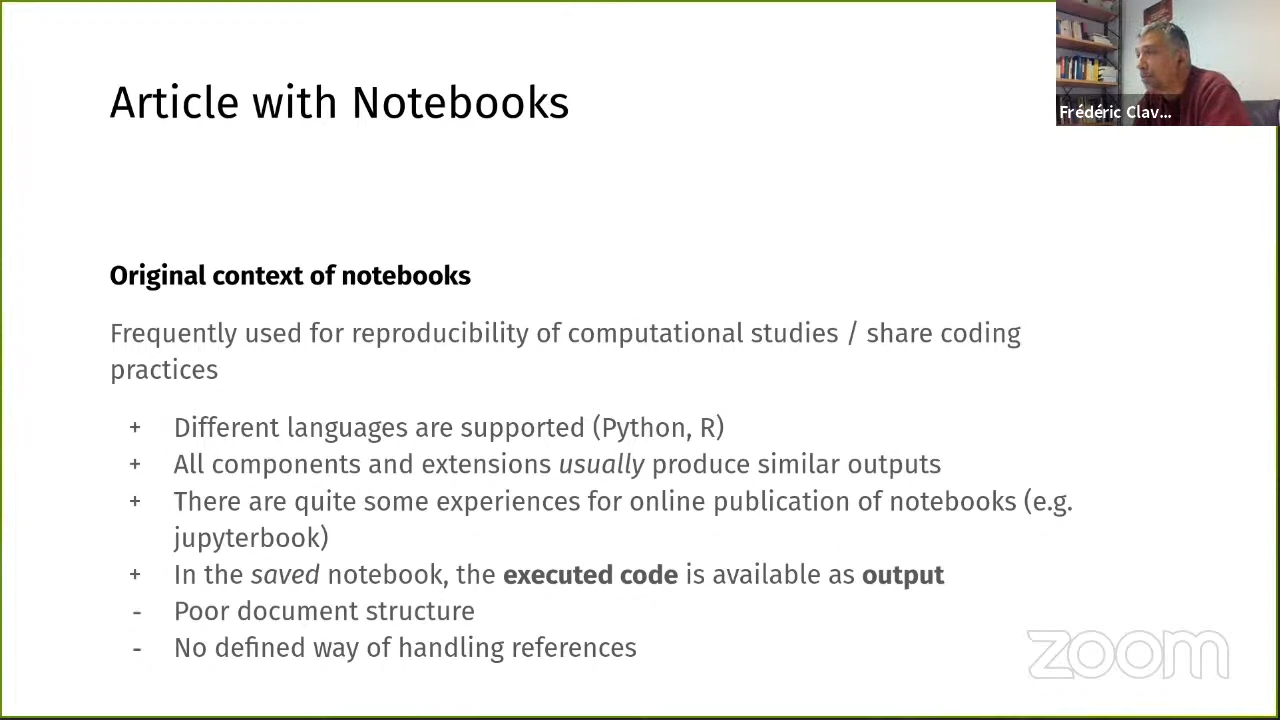 Article with Notebooks
Frédéric Clav...
Original context of notebooks
Frequently used for reproducibility of computational studies / share coding
practices
+ Different languages are supported (Python, R)
+ All components and extensions usually produce similar outputs
+ There are quite some experiences for online publication of notebooks (e.g.
jupyterbook)
+ In the saved notebook, the executed code is available as output
- Poor document structure
- No defined way of handling references
zoom